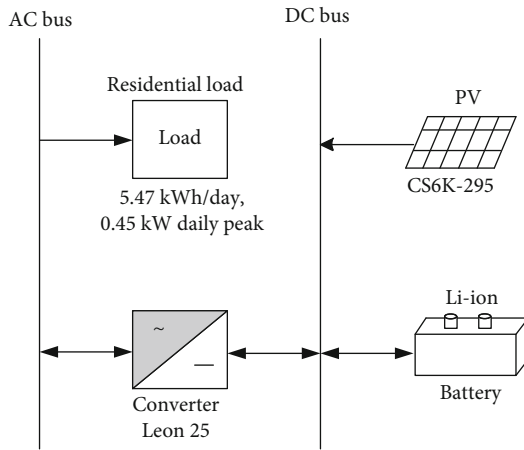 AC bus
DC bus
Residential load
Load
5.47 kWh/day,
0.45 kW daily peak
PV
CS6K-295
~
Converter
Leon 25
Li-ion
Battery